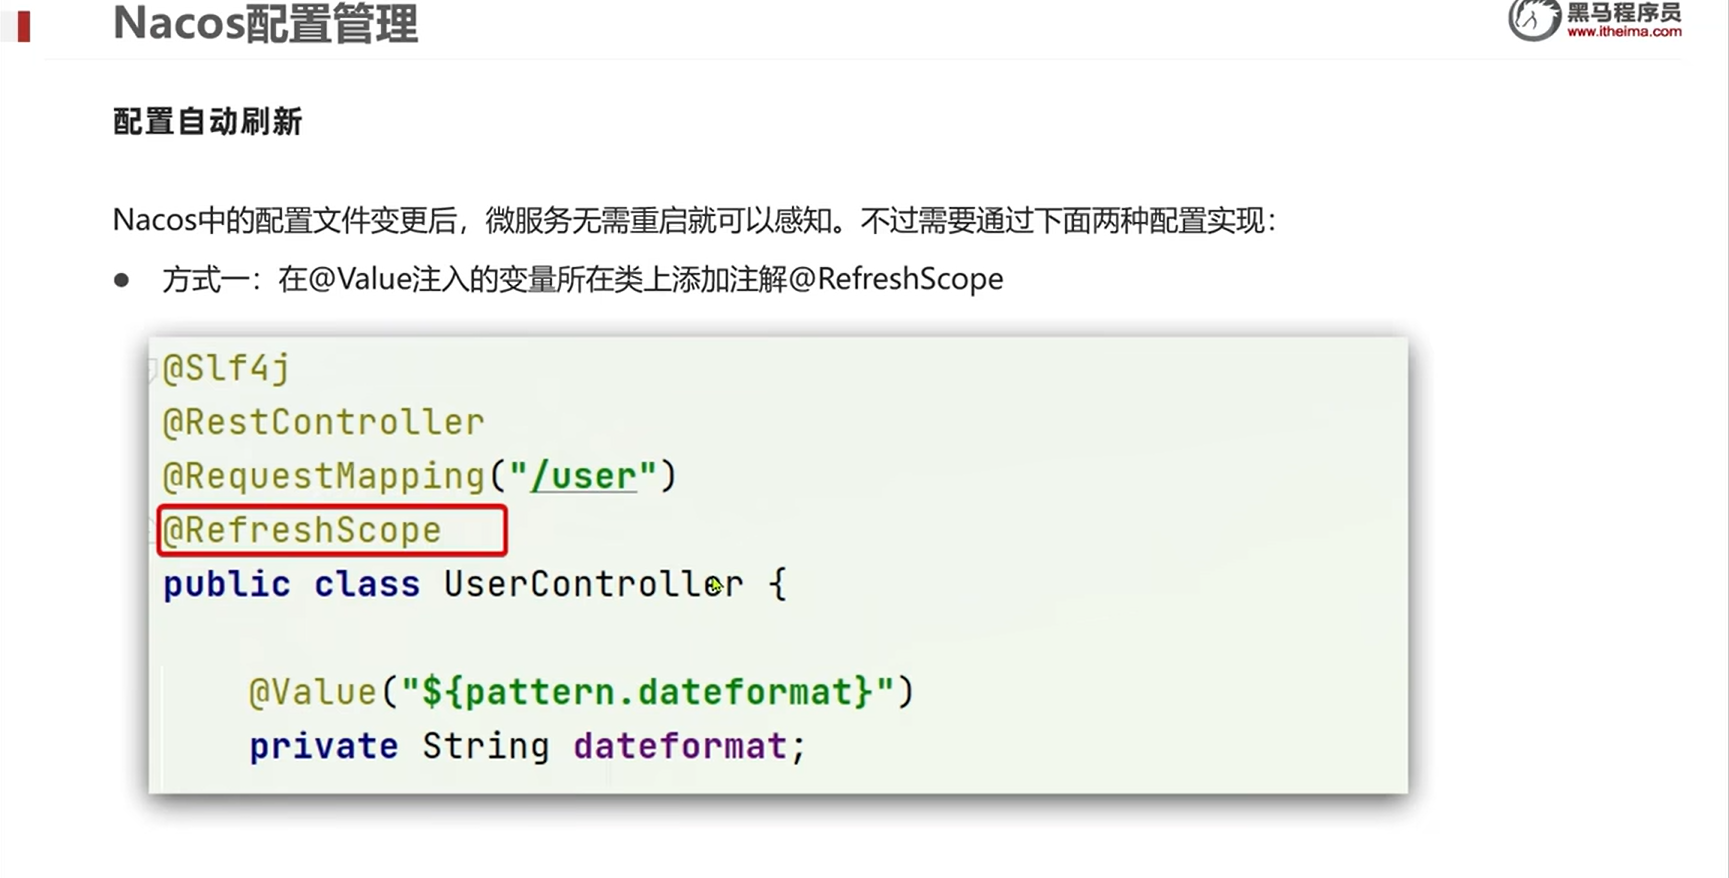 Nacos配置管理
黑马程序员
www.itheima.com
配置自动刷新
Nacos中的配置文件变更后，微服务无需重启就可以感知。不过需要通过下面两种配置实现：
● 方式一：在@Value注入的变量所在类上添加注解@RefreshScope
@Slf4j
@RestController
@RequestMapping("/user")
@RefreshScope
public class UserController {
@Value("${pattern.dateformat}")
private String dateformat;